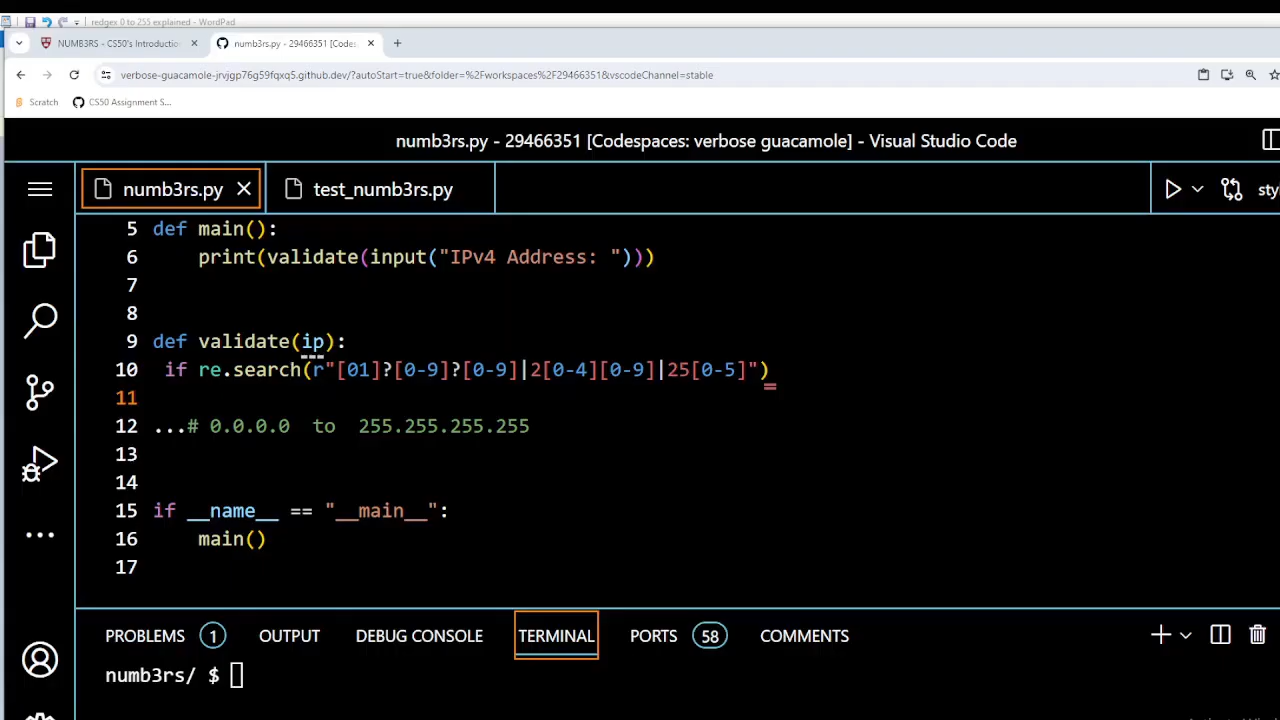 redgex 0 to 255 explained - WordPad
NUMB3RS - CS50's Introductio
numb3rs.py - 29466351 [Codes
verbose-guacamole-jrvjgp76g59fqxq5.github.dev/?autoStart=true&folder=%2Fworkspaces%2F29466351&vscodeChannel=stable
Scratch
CS50 Assignment S...
numb3rs.py - 29466351 [Codespaces: verbose guacamole] - Visual Studio Code
numb3rs.py
test_numb3rs.py
sty
5 def main():
6 print(validate(input("IPv4 Address: ")))
7
8
9 def validate(ip):
10 if re.search(r"[01]?[0-9]?[0-9]|2[0-4][0-9]|25[0-5]")
11
12 ...# 0.0.0.0 to 255.255.255.255
13
14
15 if __name__ == "__main__":
16 main()
17
PROBLEMS 1 OUTPUT DEBUG CONSOLE TERMINAL PORTS 58 COMMENTS
numb3rs/ $